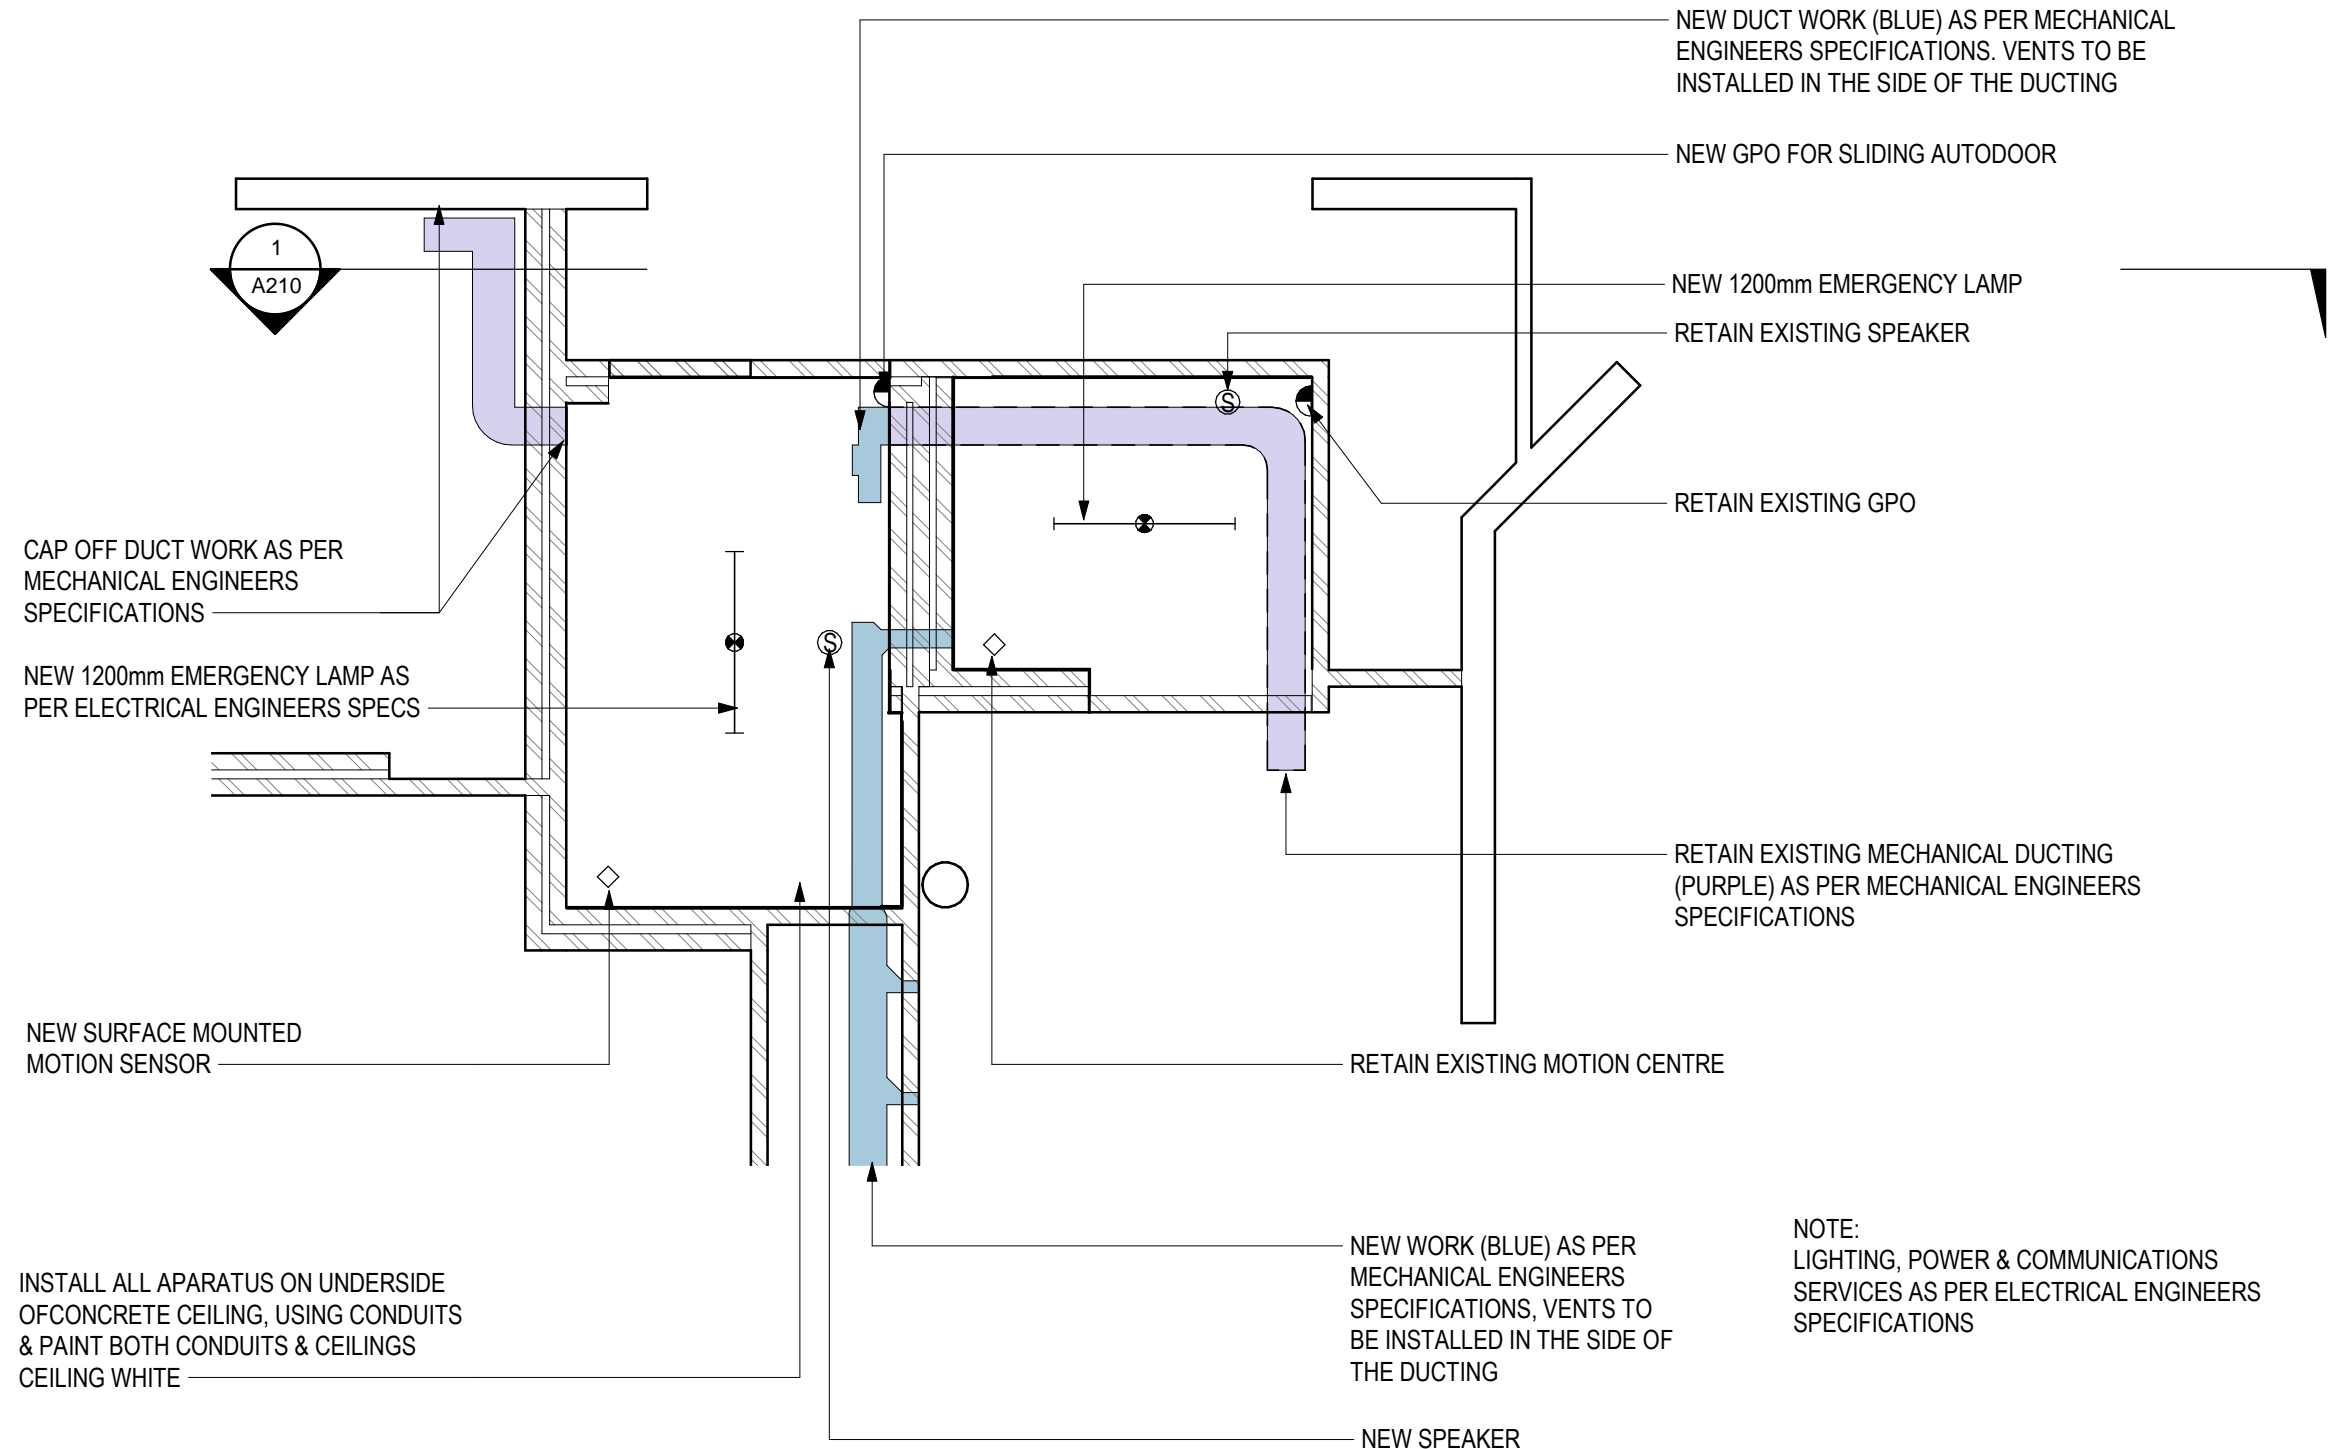 NEW DUCT WORK (BLUE) AS PER MECHANICAL
ENGINEERS SPECIFICATIONS. VENTS TO BE
INSTALLED IN THE SIDE OF THE DUCTING
NEW GPO FOR SLIDING AUTODOOR
1
A210
NEW 1200mm EMERGENCY LAMP
RETAIN EXISTING SPEAKER
S
RETAIN EXISTING GPO
CAP OFF DUCT WORK AS PER
MECHANICAL ENGINEERS
SPECIFICATIONS
S
NEW 1200mm EMERGENCY LAMP AS
PER ELECTRICAL ENGINEERS SPECS
RETAIN EXISTING MECHANICAL DUCTING
(PURPLE) AS PER MECHANICAL ENGINEERS
SPECIFICATIONS
NEW SURFACE MOUNTED
MOTION SENSOR
RETAIN EXISTING MOTION CENTRE
INSTALL ALL APARATUS ON UNDERSIDE
OFCONCRETE CEILING, USING CONDUITS
& PAINT BOTH CONDUITS & CEILINGS
CEILING WHITE
NEW WORK (BLUE) AS PER
MECHANICAL ENGINEERS
SPECIFICATIONS, VENTS TO
BE INSTALLED IN THE SIDE OF
THE DUCTING
NOTE:
LIGHTING, POWER & COMMUNICATIONS
SERVICES AS PER ELECTRICAL ENGINEERS
SPECIFICATIONS
NEW SPEAKER